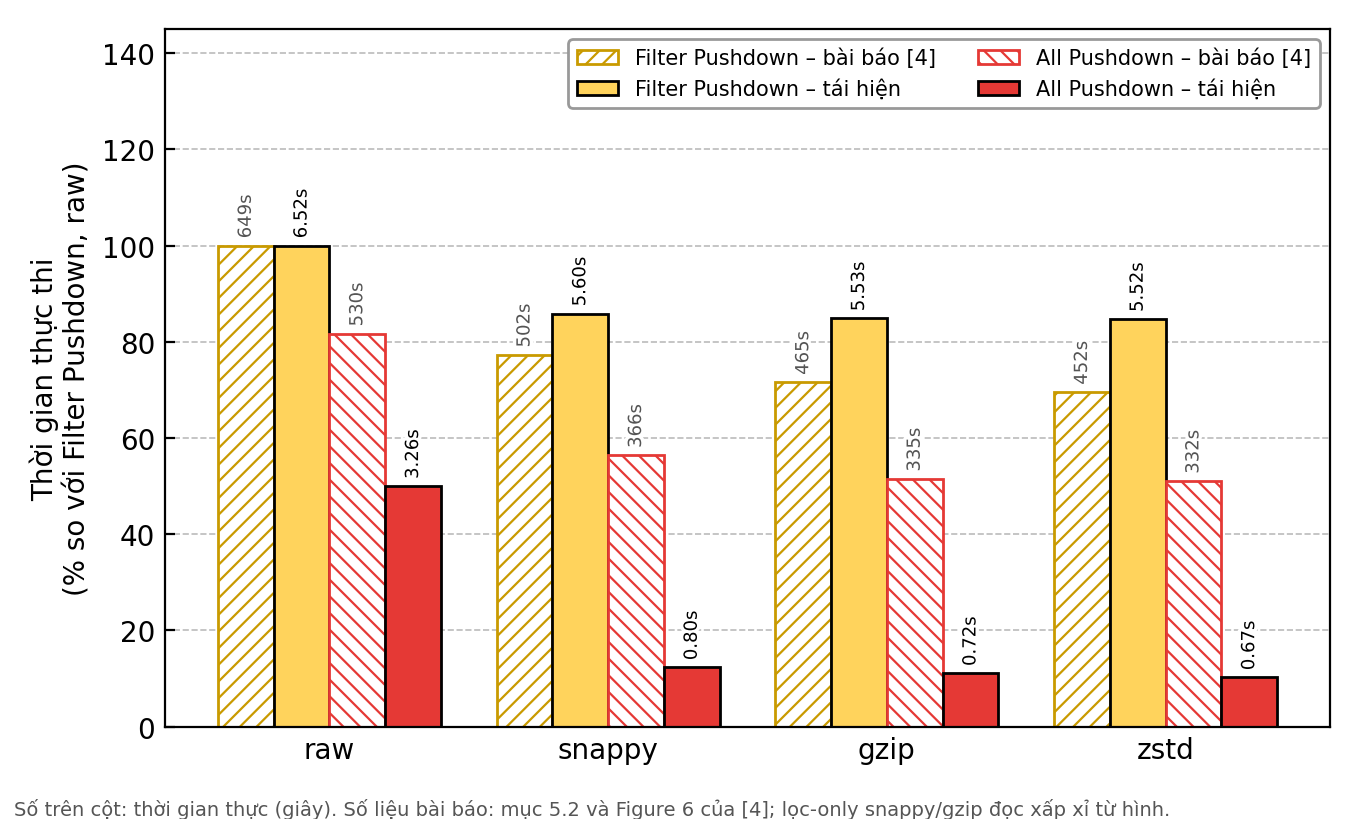 Filter Pushdown – bài báo [4]
Filter Pushdown – tái hiện
All Pushdown – bài báo [4]
All Pushdown – tái hiện
Thời gian thực thi
(% so với Filter Pushdown, raw)
140
120
100
80
60
40
20
0
649s
6.52s
530s
3.26s
502s
5.60s
366s
0.80s
465s
5.53s
335s
0.72s
452s
5.52s
332s
0.67s
raw
snappy
gzip
zstd
Số trên cột: thời gian thực (giây). Số liệu bài báo: mục 5.2 và Figure 6 của [4]; lọc-only snappy/gzip đọc xấp xỉ từ hình.